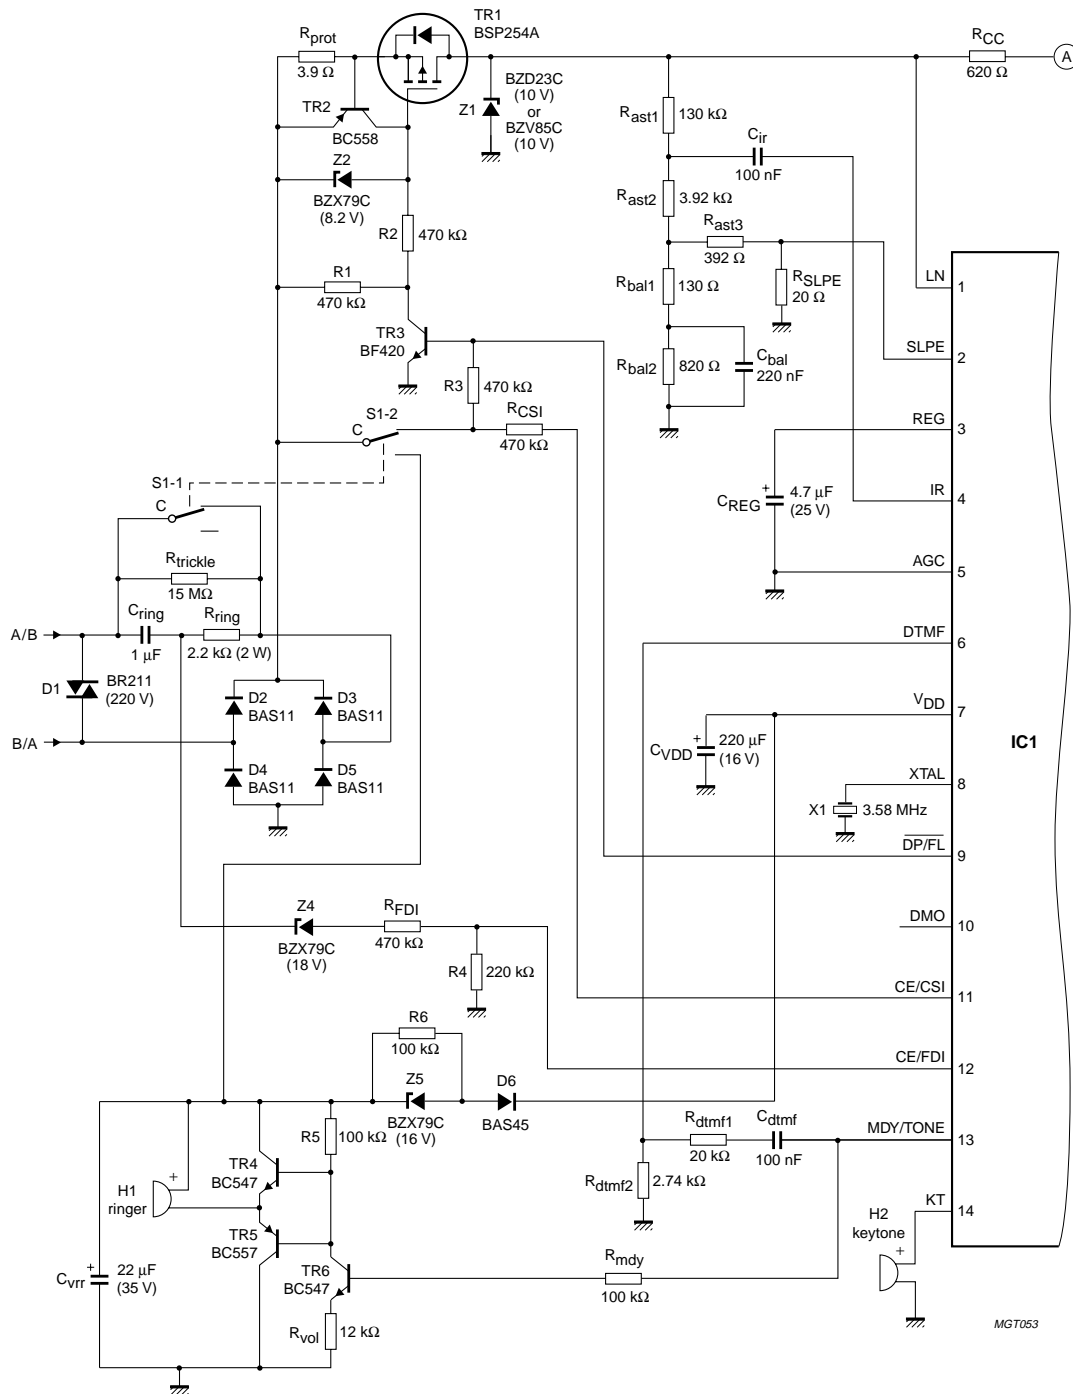 TR1
BSP254A
Rprot
3.9 Ω
RCC
620 Ω
A
TR2
BC558
Z1
BZD23C
(10 V)
or
BZV85C
(10 V)
Rast1
130 kΩ
Cir
100 nF
Z2
BZX79C
(8.2 V)
Rast2
3.92 kΩ
R2
470 kΩ
Rast3
392 Ω
R1
470 kΩ
Rbal1
130 Ω
RSLPE
20 Ω
LN
1
TR3
BF420
Rbal2
820 Ω
Cbal
220 nF
SLPE
2
R3
470 kΩ
S1-2
C
RCSI
470 kΩ
REG
3
S1-1
C
CREG
+
4.7 μF
(25 V)
IR
4
Rtrickle
15 MΩ
AGC
5
Cring
1 μF
Rring
2.2 kΩ (2 W)
A/B
DTMF
6
D1
BR211
(220 V)
D2
BAS11
D3
BAS11
B/A
VDD
7
CVDD
+
220 μF
(16 V)
IC1
D4
BAS11
D5
BAS11
XTAL
8
X1
3.58 MHz
DP/FL
9
Z4
BZX79C
(18 V)
RFDI
470 kΩ
DMO
10
R4
220 kΩ
CE/CSI
11
R6
100 kΩ
CE/FDI
12
Z5
BZX79C
(16 V)
D6
BAS45
R5
100 kΩ
Rdtmf1
20 kΩ
Cdtmf
100 nF
MDY/TONE
13
TR4
BC547
H1
ringer
+
Rdtmf2
2.74 kΩ
KT
14
H2
keytone
+
TR5
BC557
Cvrr
+
22 μF
(35 V)
TR6
BC547
Rmdy
100 kΩ
Rvol
12 kΩ
MGT053